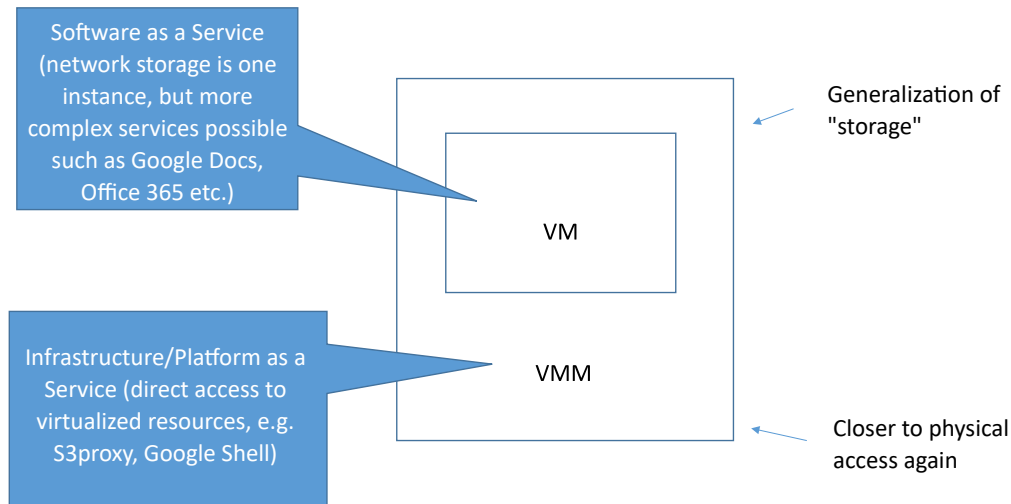 Software as a Service
(network storage is one
instance, but more
complex services possible
such as Google Docs,
Office 365 etc.)
Generalization of
"storage"
VM
Infrastructure/Platform as a
Service (direct access to
virtualized resources, e.g.
S3proxy, Google Shell)
VMM
Closer to physical
access again